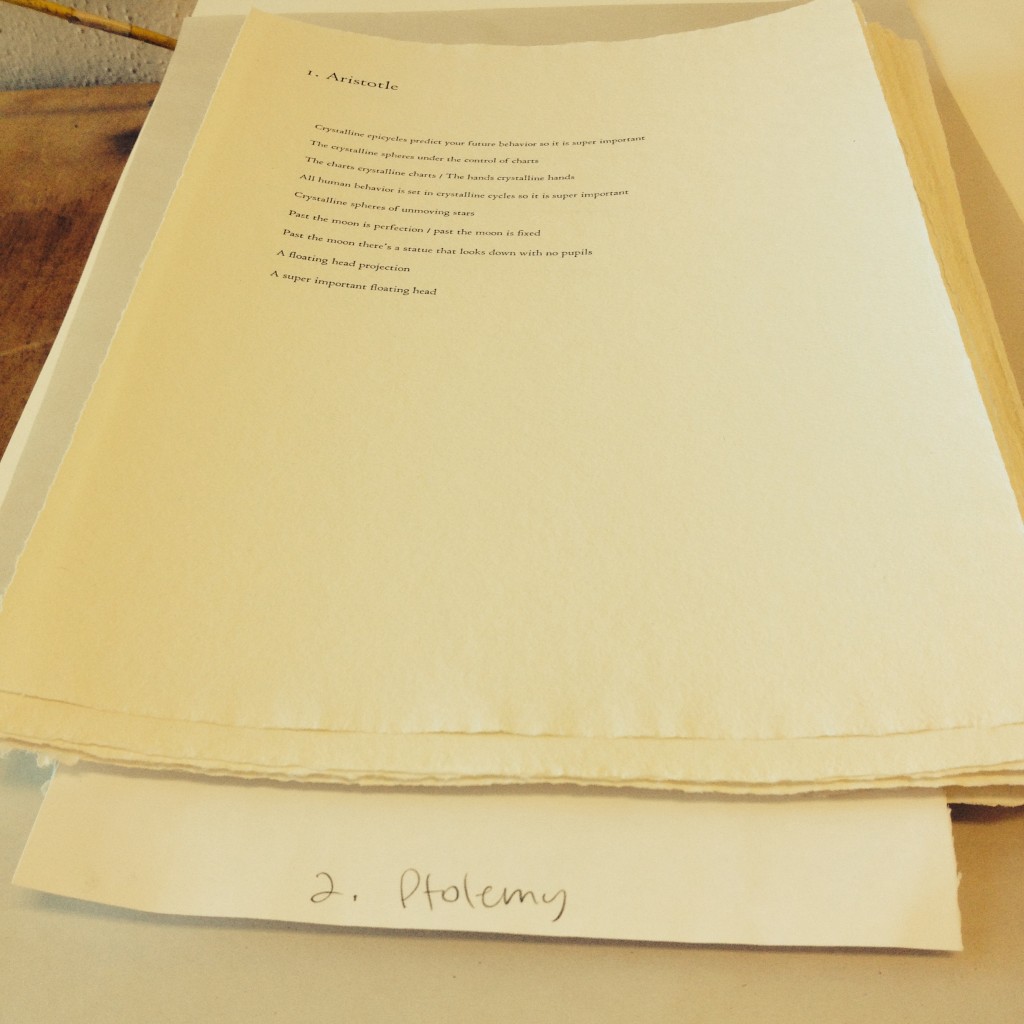 1. Aristotle
Crystalline epicycles predict your future behavior so it is super important
The crystalline spheres under the control of charts
The charts crystalline charts / The hands crystalline hands
All human behavior is set in crystalline cycles so it is super important
Crystalline spheres of unmoving stars
Past the moon is perfection / past the moon is fixed
Past the moon there's a statue that looks down with no pupils
A floating head projection
A super important floating head
2. Ptolemy